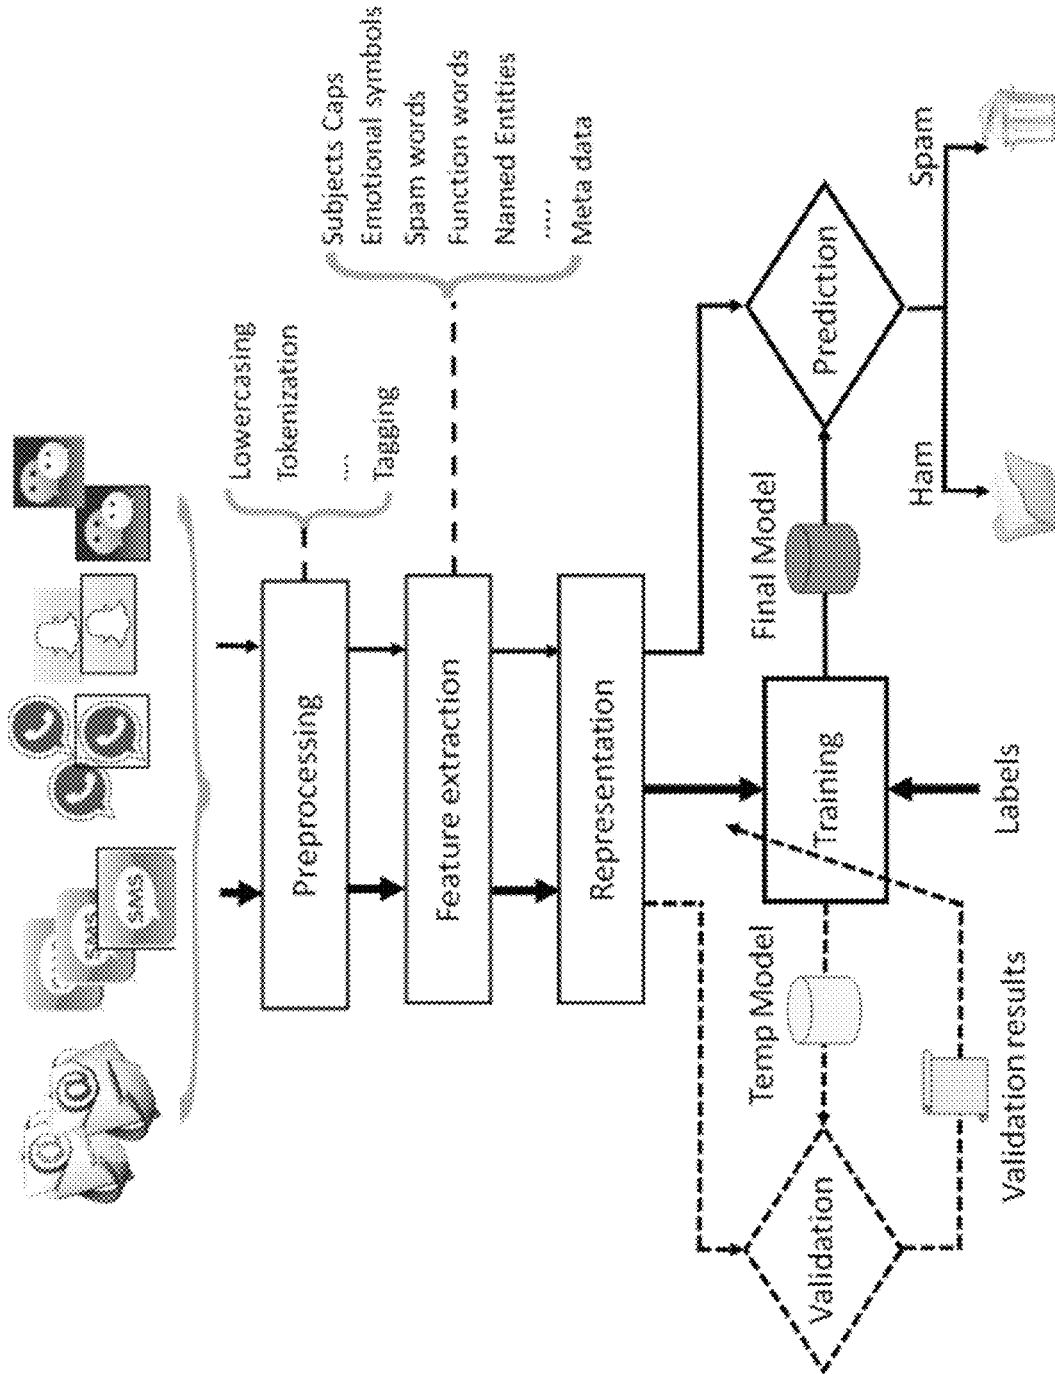 @
@
SMS
SMS
Preprocessing
Lowercasing
Tokenization
....
Tagging
Feature extraction
Subjects Caps
Emotional symbols
Spam words
Function words
Named Entities
.....
Meta data
Representation
Temp Model
Final Model
Validation
Training
Prediction
Validation results
Labels
Ham
Spam